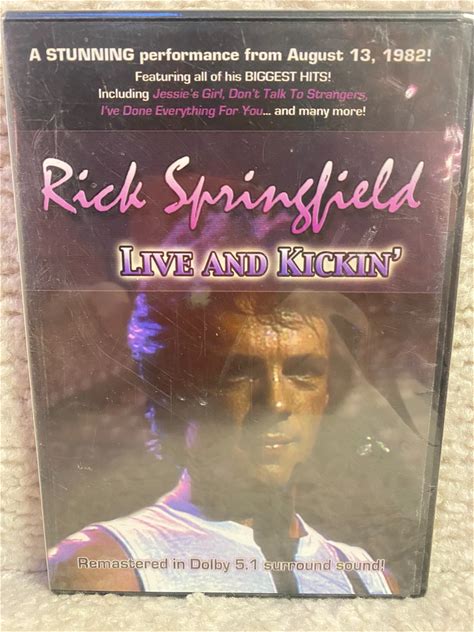 A STUNNING performance from August 13, 1982!
Featuring all of his BIGGEST HITS!
Including Jessie's Girl, Don't Talk To Strangers,
I've Done Everything For You... and many more!
Rick Springfield
LIVE AND KICKIN'
Remastered in Dolby 5.1 surround sound!